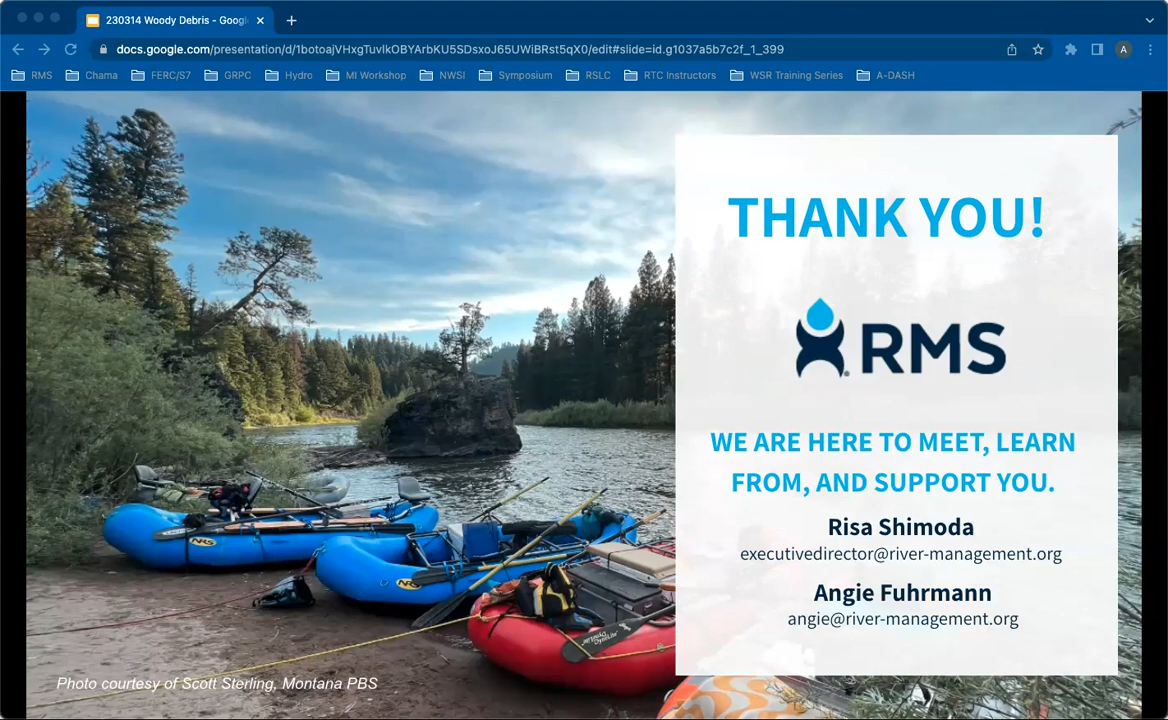 230314 Woody Debris - Googl
docs.google.com/presentation/d/1botoajVHxgTuvlkOBYArbKU5SDsxoJ65UWiBRst5qX0/edit#slide=id.g1037a5b7c2f_1_399
A
RMS
Chama
FERC/S7
GRPC
Hydro
MI Workshop
NWSI
Symposium
RSLC
RTC Instructors
WSR Training Series
A-DASH
THANK YOU!
RMS
WE ARE HERE TO MEET, LEARN
FROM, AND SUPPORT YOU.
Risa Shimoda
executivedirector@river-management.org
Angie Fuhrmann
angie@river-management.org
NRS
NRS
Photo courtesy of Scott Sterling, Montana PBS